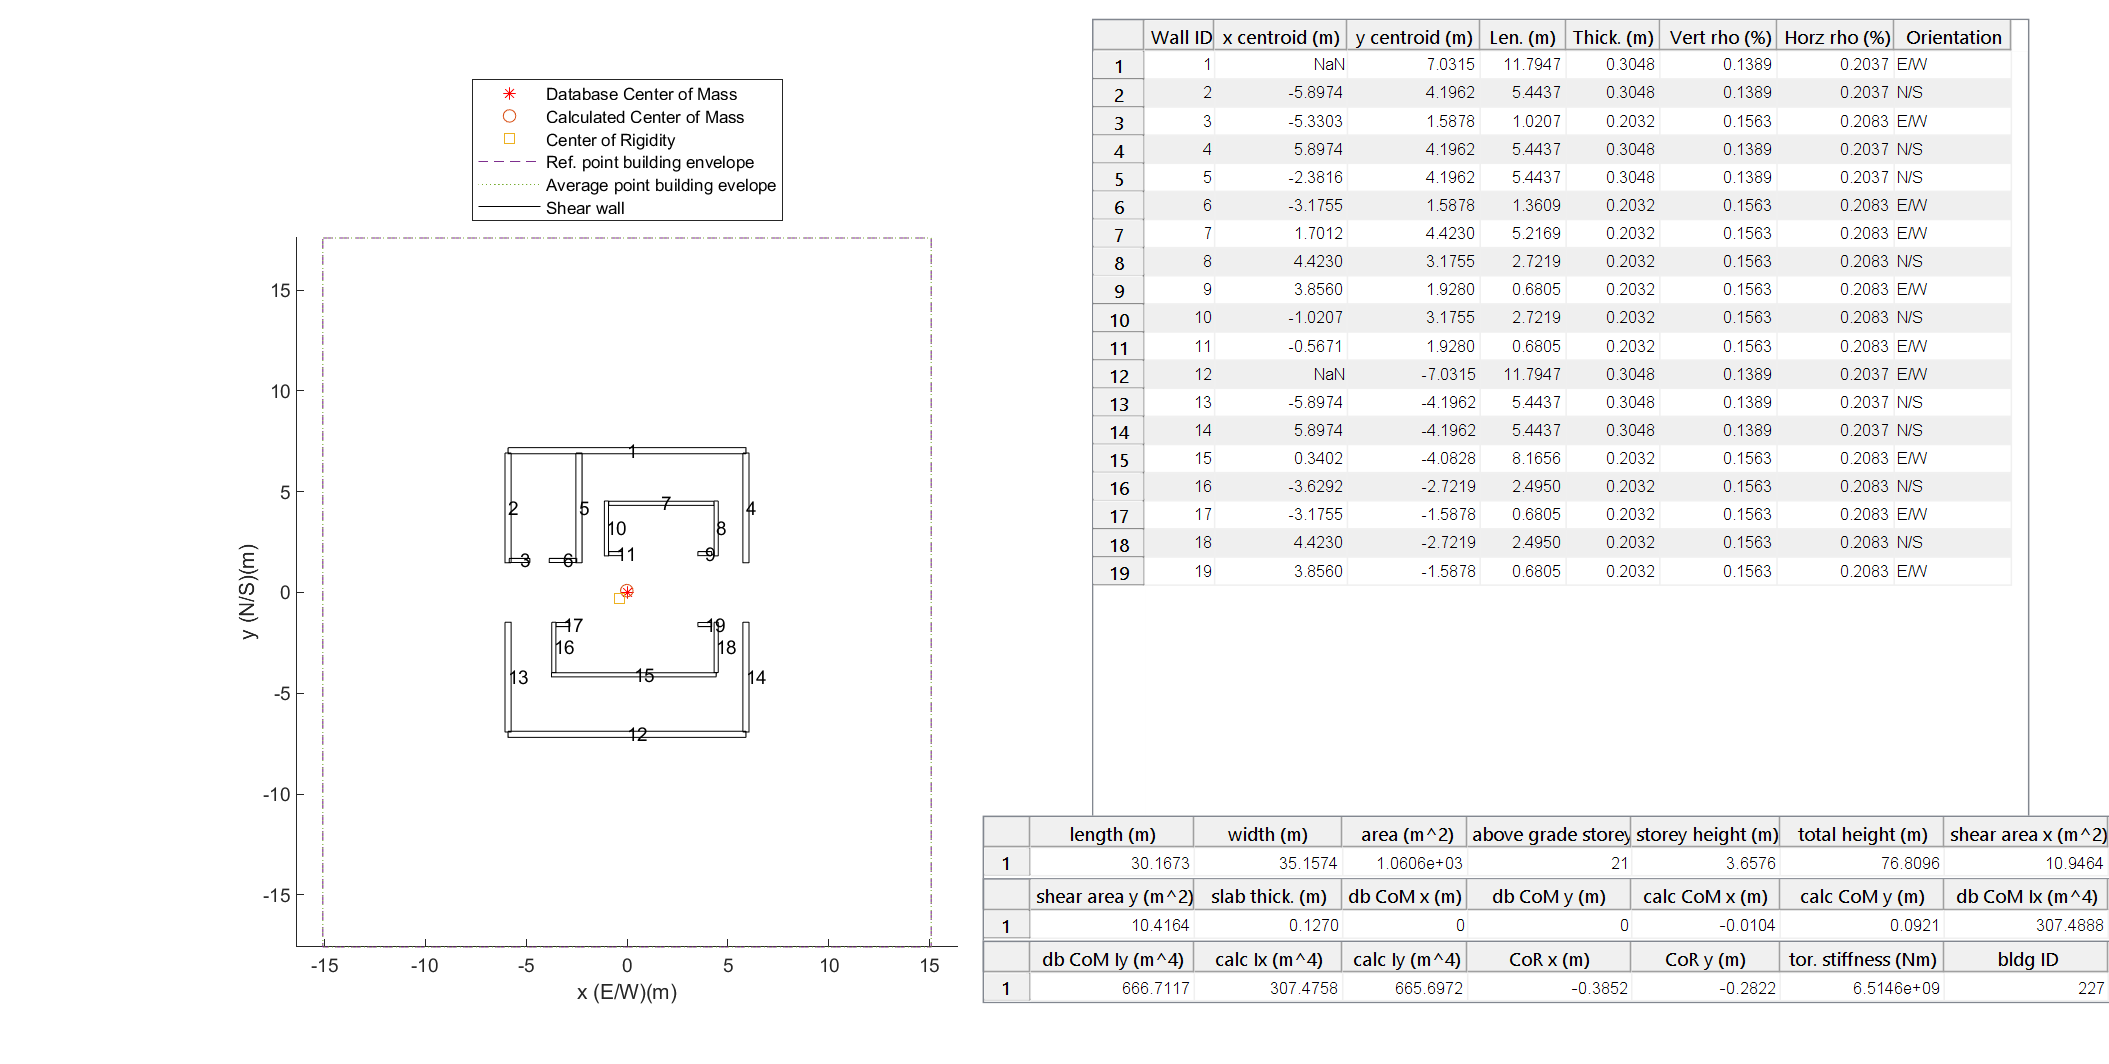 Database Center of Mass
Calculated Center of Mass
Center of Rigidity
Ref. point building envelope
Average point building evelope
Shear wall
15
10
5
0
-5
-10
-15
y (N/S)(m)
-15 -10 -5 0 5 10 15
x (E/W)(m)
1
2 5 7 4
10 8
3 6 11 9
17 19
16 18
13 15 14
12
Wall ID x centroid (m) y centroid (m) Len. (m) Thick. (m) Vert rho (%) Horz rho (%) Orientation
1 1 NaN 7.0315 11.7947 0.3048 0.1389 0.2037 E/W
2 2 -5.8974 4.1962 5.4437 0.3048 0.1389 0.2037 N/S
3 3 -5.3303 1.5878 1.0207 0.2032 0.1563 0.2083 E/W
4 4 5.8974 4.1962 5.4437 0.3048 0.1389 0.2037 N/S
5 5 -2.3816 4.1962 5.4437 0.3048 0.1389 0.2037 N/S
6 6 -3.1755 1.5878 1.3609 0.2032 0.1563 0.2083 E/W
7 7 1.7012 4.4230 5.2169 0.2032 0.1563 0.2083 E/W
8 8 4.4230 3.1755 2.7219 0.2032 0.1563 0.2083 N/S
9 9 3.8560 1.9280 0.6805 0.2032 0.1563 0.2083 E/W
10 10 -1.0207 3.1755 2.7219 0.2032 0.1563 0.2083 N/S
11 11 -0.5671 1.9280 0.6805 0.2032 0.1563 0.2083 E/W
12 12 NaN -7.0315 11.7947 0.3048 0.1389 0.2037 E/W
13 13 -5.8974 -4.1962 5.4437 0.3048 0.1389 0.2037 N/S
14 14 5.8974 -4.1962 5.4437 0.3048 0.1389 0.2037 N/S
15 15 0.3402 -4.0828 8.1656 0.2032 0.1563 0.2083 E/W
16 16 -3.6292 -2.7219 2.4950 0.2032 0.1563 0.2083 N/S
17 17 -3.1755 -1.5878 0.6805 0.2032 0.1563 0.2083 E/W
18 18 4.4230 -2.7219 2.4950 0.2032 0.1563 0.2083 N/S
19 19 3.8560 -1.5878 0.6805 0.2032 0.1563 0.2083 E/W
length (m) width (m) area (m^2) above grade storey storey height (m) total height (m) shear area x (m^2)
1 30.1673 35.1574 1.0606e+03 21 3.6576 76.8096 10.9464
shear area y (m^2) slab thick. (m) db CoM x (m) db CoM y (m) calc CoM x (m) calc CoM y (m) db CoM Ix (m^4)
1 10.4164 0.1270 0 0 -0.0104 0.0921 307.4888
db CoM Iy (m^4) calc Ix (m^4) calc Iy (m^4) CoR x (m) CoR y (m) tor. stiffness (Nm) bldg ID
1 666.7117 307.4758 665.6972 -0.3852 -0.2822 6.5146e+09 227